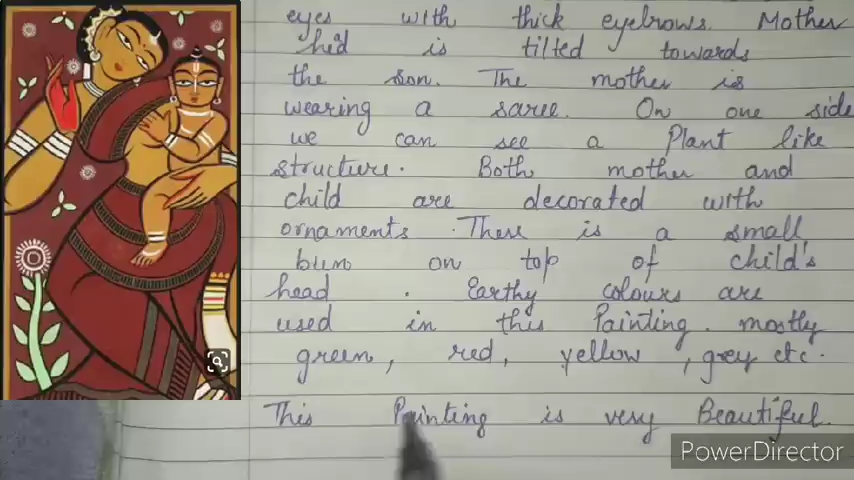 eyes with thick eyebrows. Mother
head is tilted towards
the son. The mother is
wearing a saree. On one side
we can see a Plant like
structure. Both mother and
child are decorated with
ornaments. There is a small
bun on top of child's
head. Earthy colours are
used in this Painting. mostly
green, red, yellow, grey etc.
This Painting is very Beautiful.
PowerDirector